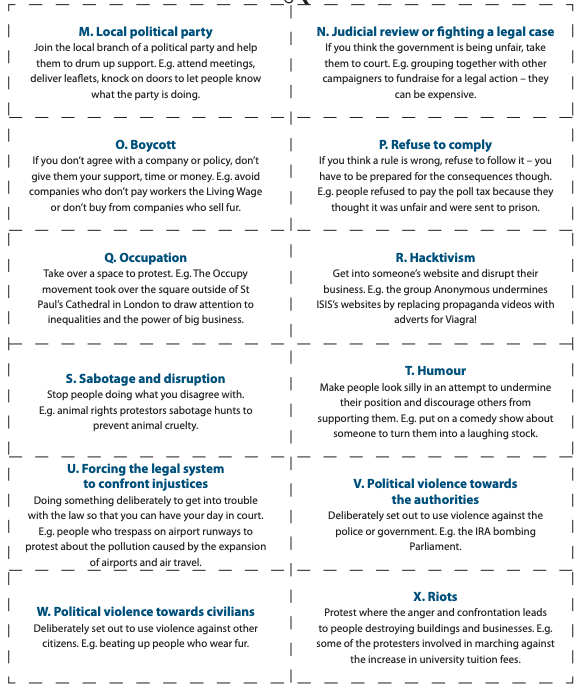 M. Local political party
Join the local branch of a political party and help
them to drum up support. E.g. attend meetings,
deliver leaflets, knock on doors to let people know
what the party is doing.
N. Judicial review or fighting a legal case
If you think the government is being unfair, take
them to court. E.g. grouping together with other
campaigners to fundraise for a legal action – they
can be expensive.
O. Boycott
If you don't agree with a company or policy, don't
give them your support, time or money. E.g. avoid
companies who don't pay workers the Living Wage
or don't buy from companies who sell fur.
P. Refuse to comply
If you think a rule is wrong, refuse to follow it – you
have to be prepared for the consequences though.
E.g. people refused to pay the poll tax because they
thought it was unfair and were sent to prison.
Q. Occupation
Take over a space to protest. E.g. The Occupy
movement took over the square outside of St
Paul's Cathedral in London to draw attention to
inequalities and the power of big business.
R. Hacktivism
Get into someone's website and disrupt their
business. E.g. the group Anonymous undermines
ISIS's websites by replacing propaganda videos with
adverts for Viagra!
S. Sabotage and disruption
Stop people doing what you disagree with.
E.g. animal rights protestors sabotage hunts to
prevent animal cruelty.
T. Humour
Make people look silly in an attempt to undermine
their position and discourage others from
supporting them. E.g. put on a comedy show about
someone to turn them into a laughing stock.
U. Forcing the legal system
to confront injustices
Doing something deliberately to get into trouble
with the law so that you can have your day in court.
E.g. people who trespass on airport runways to
protest about the pollution caused by the expansion
of airports and air travel.
V. Political violence towards
the authorities
Deliberately set out to use violence against the
police or government. E.g. the IRA bombing
Parliament.
W. Political violence towards civilians
Deliberately set out to use violence against other
citizens. E.g. beating up people who wear fur.
X. Riots
Protest where the anger and confrontation leads
to people destroying buildings and businesses. E.g.
some of the protesters involved in marching against
the increase in university tuition fees.